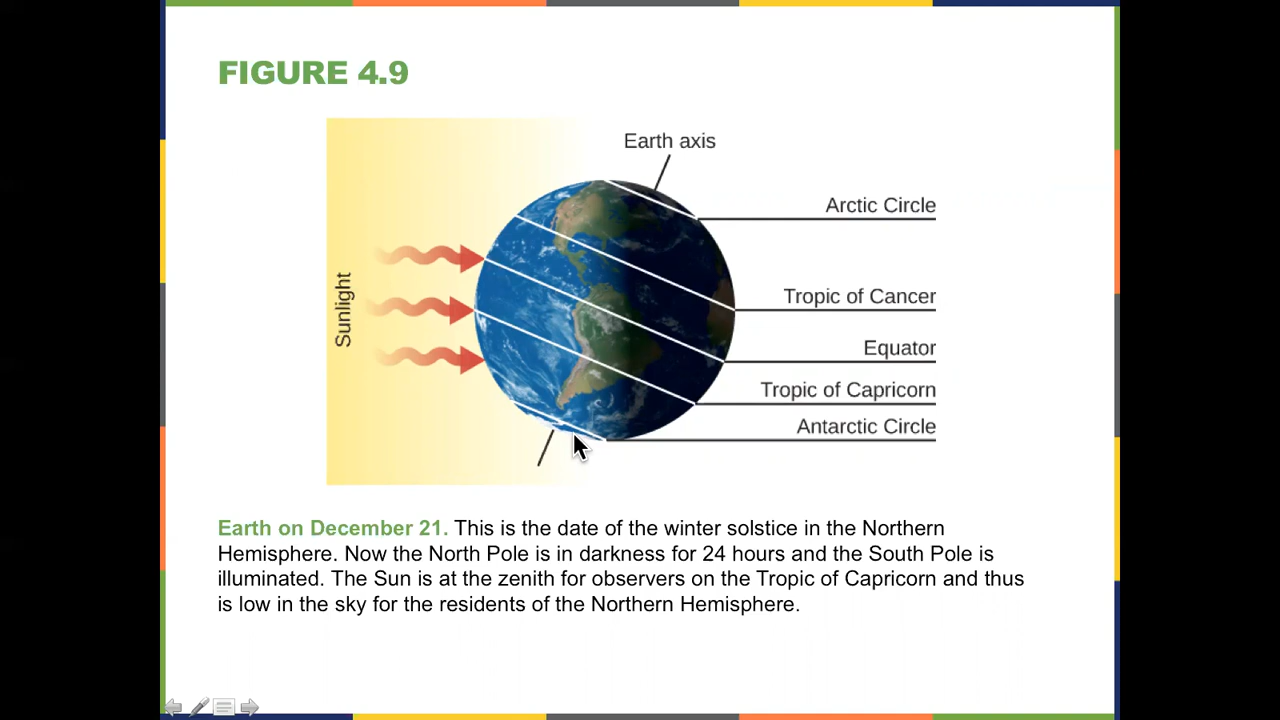 FIGURE 4.9
Earth axis
Arctic Circle
Sunlight
Tropic of Cancer
Equator
Tropic of Capricorn
Antarctic Circle
Earth on December 21. This is the date of the winter solstice in the Northern
Hemisphere. Now the North Pole is in darkness for 24 hours and the South Pole is
illuminated. The Sun is at the zenith for observers on the Tropic of Capricorn and thus
is low in the sky for the residents of the Northern Hemisphere.